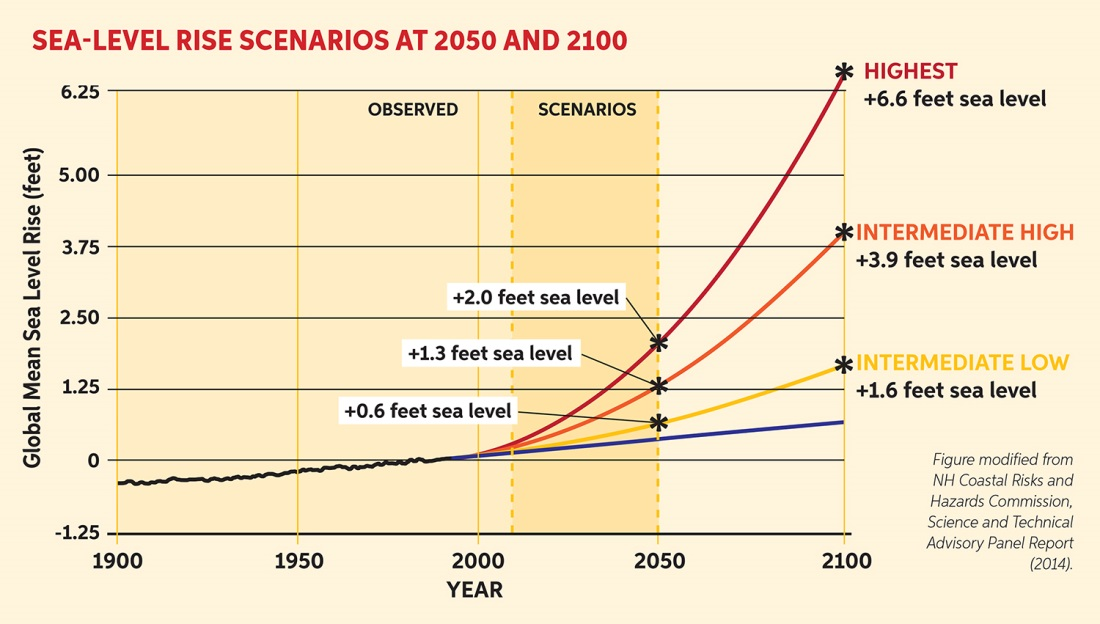 SEA-LEVEL RISE SCENARIOS AT 2050 AND 2100
HIGHEST
+6.6 feet sea level
6.25
OBSERVED
SCENARIOS
5.00
INTERMEDIATE HIGH
+3.9 feet sea level
3.75
+2.0 feet sea level
2.50
+1.3 feet sea level
INTERMEDIATE LOW
+1.6 feet sea level
1.25
+0.6 feet sea level
0
-1.25
Global Mean Sea Level Rise (feet)
1900
1950
2000
2050
2100
YEAR
Figure modified from
NH Coastal Risks and
Hazards Commission,
Science and Technical
Advisory Panel Report
(2014).